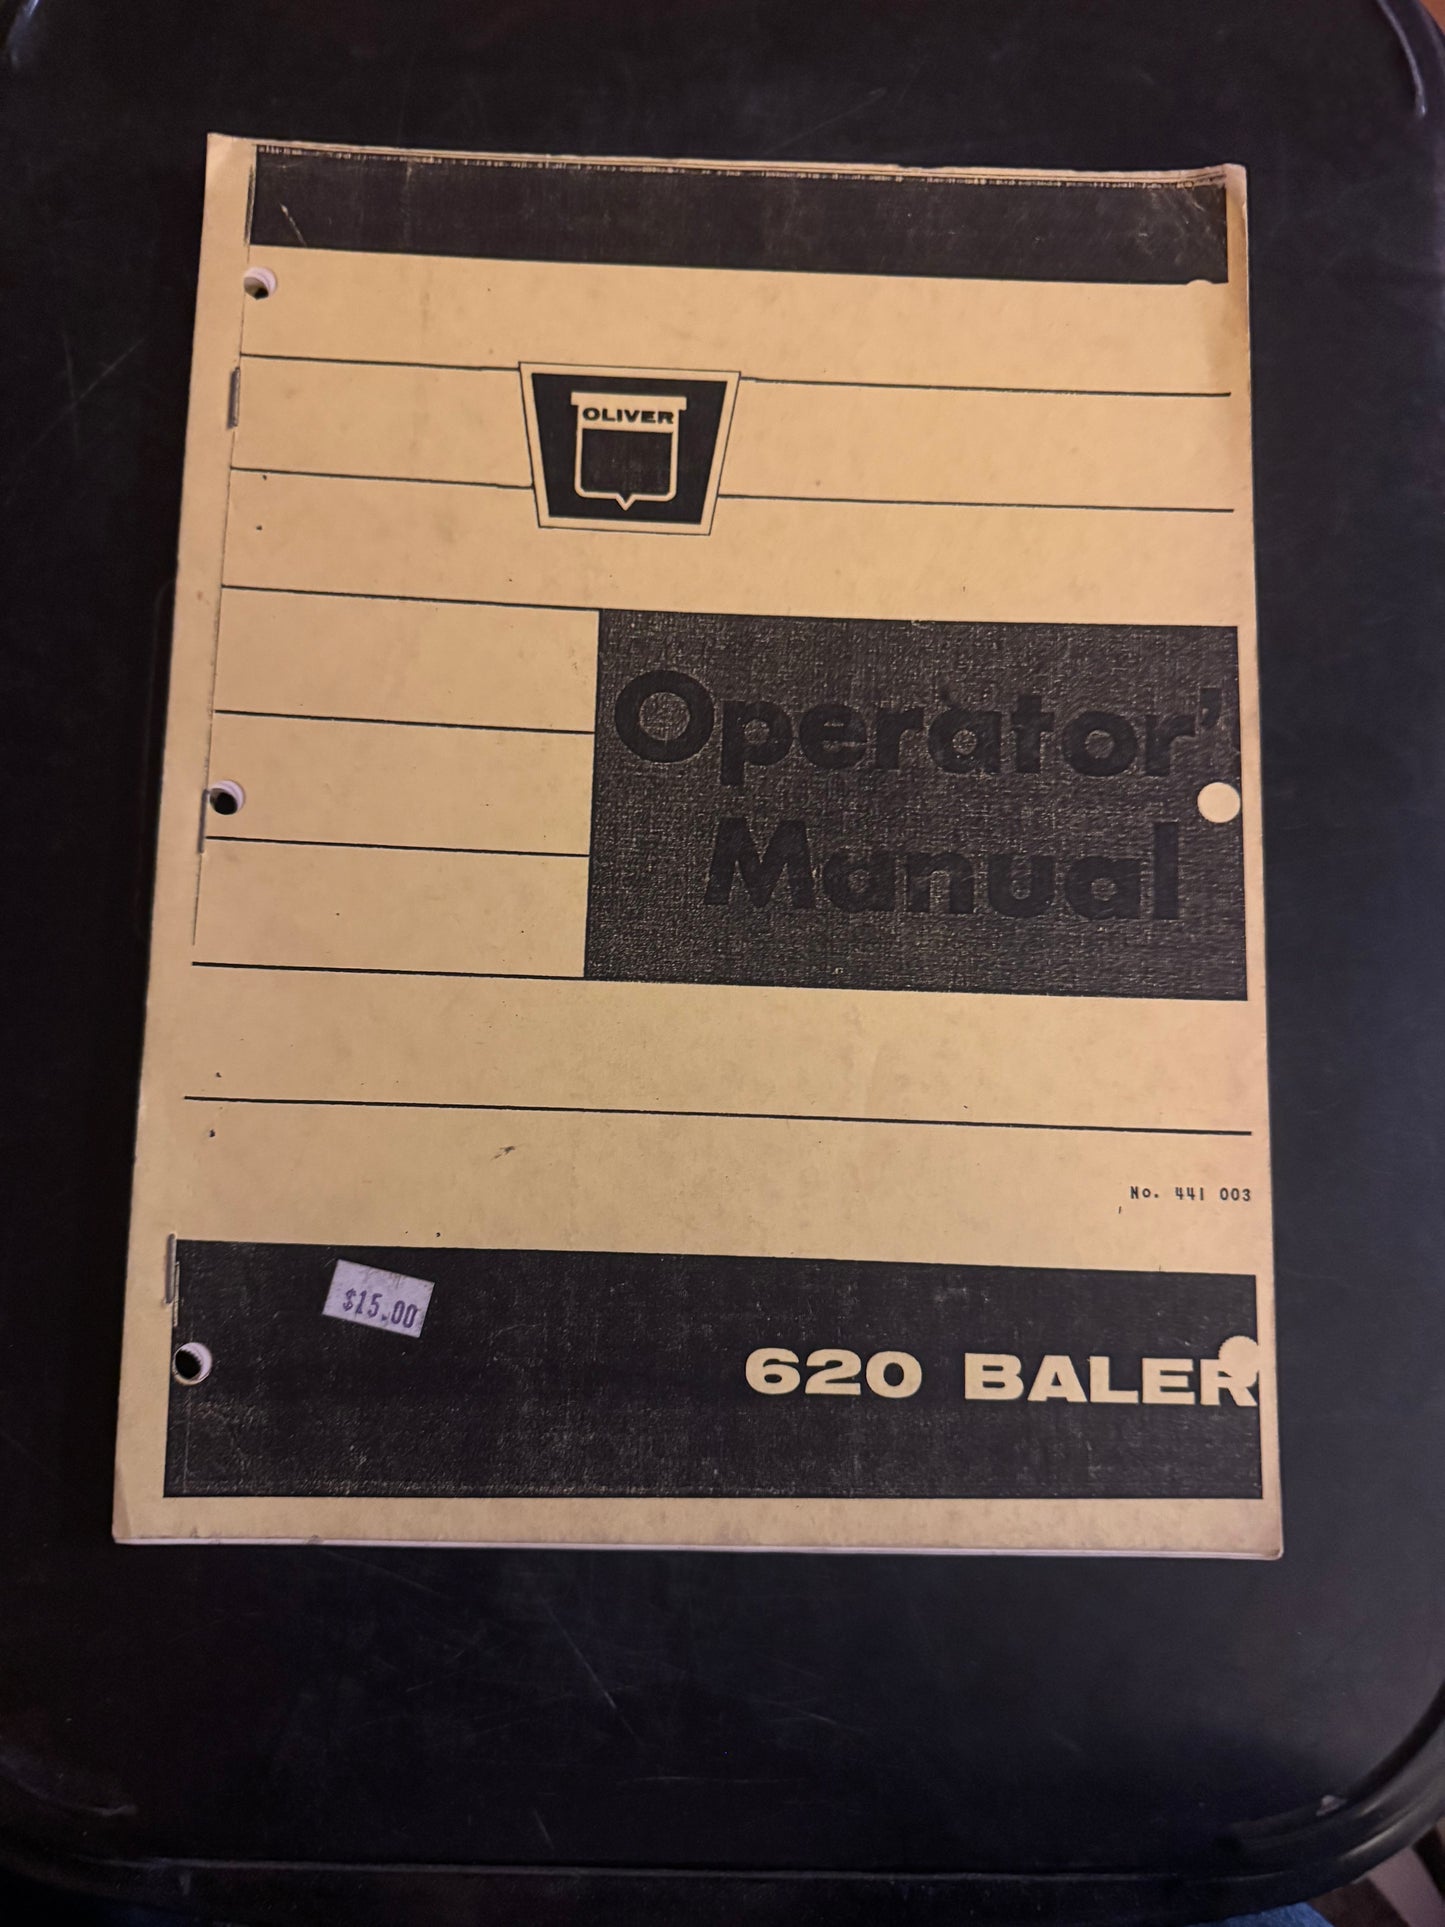 OLIVER
Operator'
Manual
No. 441 003
$15.00
620 BALER